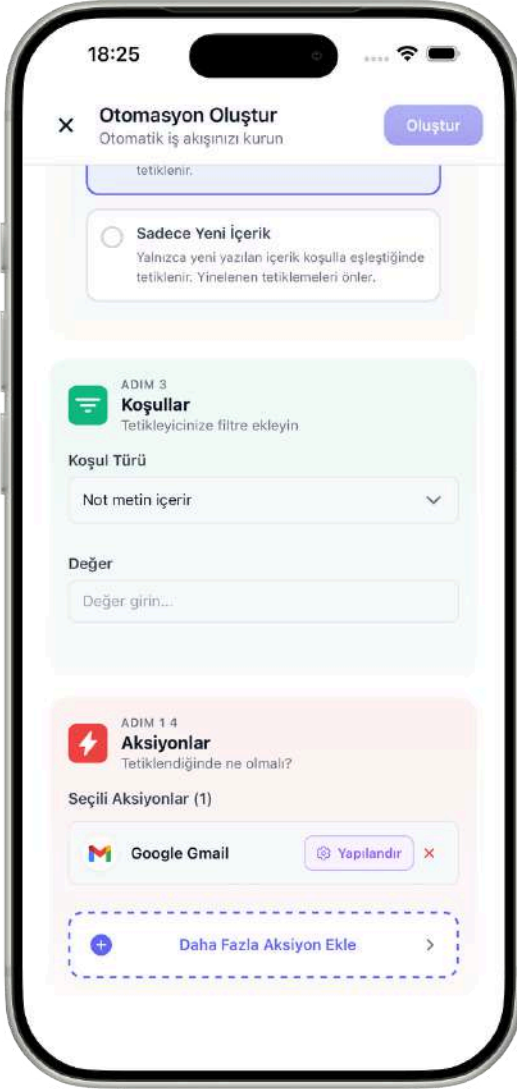 18:25
Otomasyon Oluştur
Otomatik iş akışınızı kurun
Oluştur
tetiklenir.
Sadece Yeni İçerik
Yalnızca yeni yazılan içerik koşulla eşleştiğinde
tetiklenir. Yinelenen tetiklemeleri önler.
ADIM 3
Koşullar
Tetikleyicinize filtre ekleyin
Koşul Türü
Not metin içerir
Değer
Değer girin...
ADIM 1 4
Aksiyonlar
Tetiklendiğinde ne olmalı?
Seçili Aksiyonlar (1)
Google Gmail
Yapılandır
Daha Fazla Aksiyon Ekle